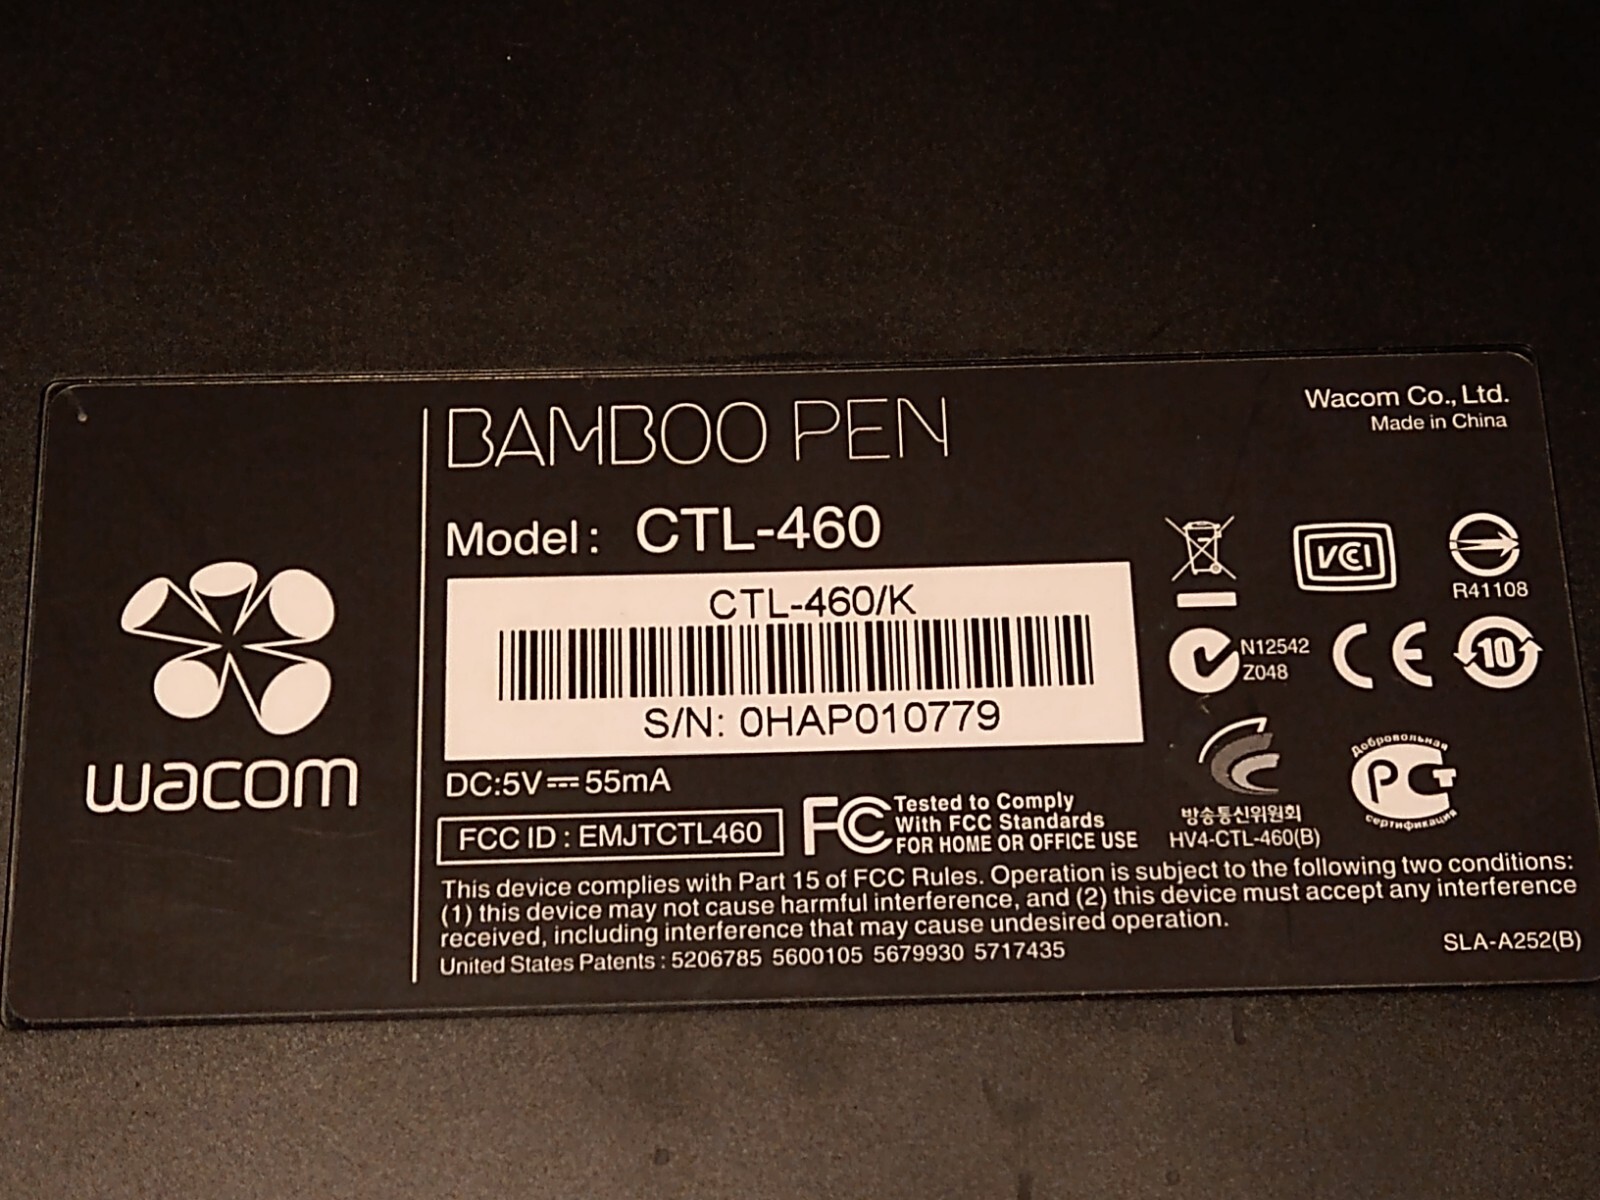 BAMBOO PEN
Wacom Co., Ltd.
Made in China
Model : CTL-460
CTL-460/K
S/N: 0HAP010779
wacom
DC:5V 55mA
FCC ID : EMJTCTL460
FC
Tested to Comply
With FCC Standards
FOR HOME OR OFFICE USE
VCCI
R41108
N12542
Z048
CE
10
방송통신위원회
HV4-CTL-460(B)
Добровольная
РСТ
сертификация
This device complies with Part 15 of FCC Rules. Operation is subject to the following two conditions:
(1) this device may not cause harmful interference, and (2) this device must accept any interference
received, including interference that may cause undesired operation.
United States Patents : 5206785 5600105 5679930 5717435
SLA-A252(B)